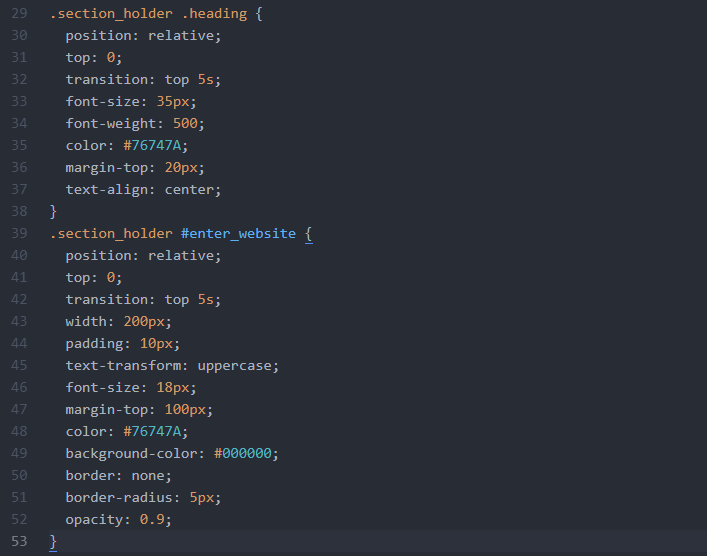 29 .section_holder .heading {
30 position: relative;
31 top: 0;
32 transition: top 5s;
33 font-size: 35px;
34 font-weight: 500;
35 color: #76747A;
36 margin-top: 20px;
37 text-align: center;
38 }
39 .section_holder #enter_website {
40 position: relative;
41 top: 0;
42 transition: top 5s;
43 width: 200px;
44 padding: 10px;
45 text-transform: uppercase;
46 font-size: 18px;
47 margin-top: 100px;
48 color: #76747A;
49 background-color: #000000;
50 border: none;
51 border-radius: 5px;
52 opacity: 0.9;
53 }